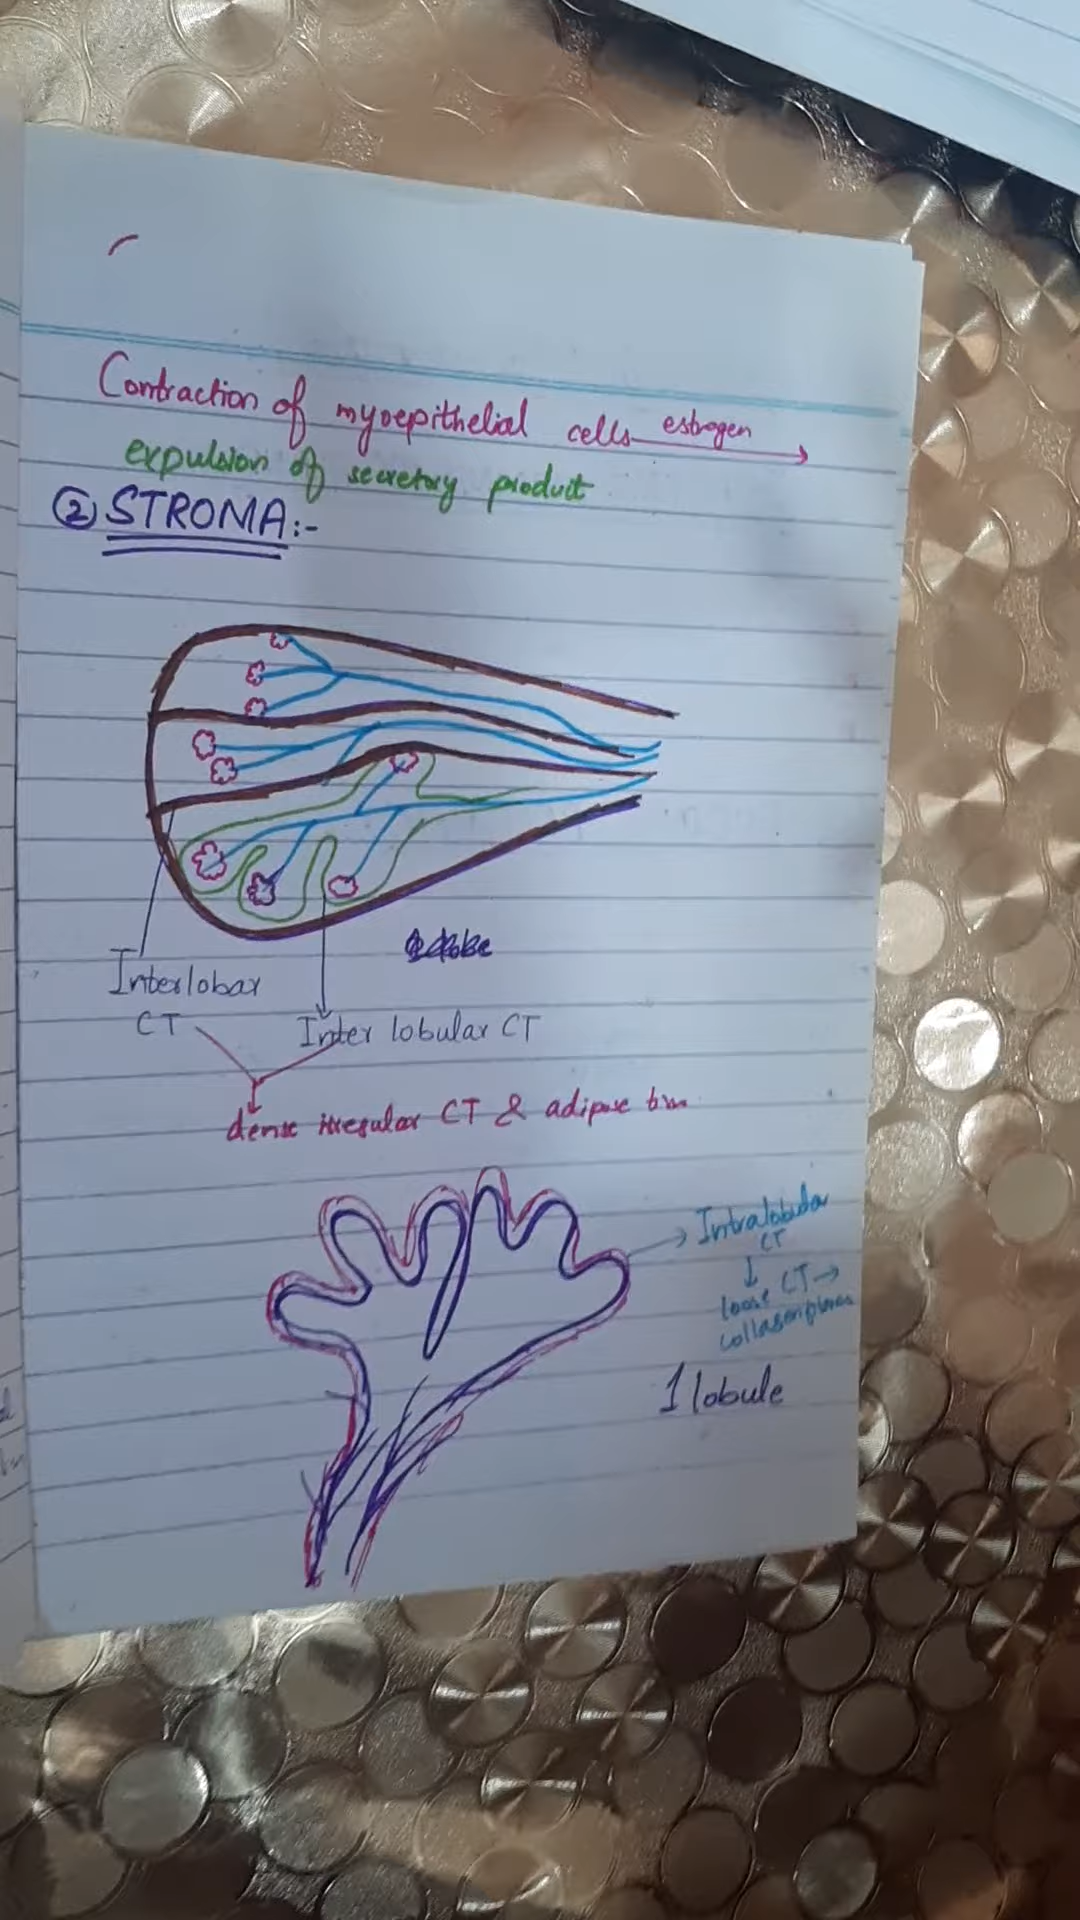 Contraction of myoepithelial cells estrogen →
expulsion of secretory product
② STROMA:-
Interlobar
CT
Inter lobular CT
dense irregular CT & adipose
→ Intralobular
CT
↓
loose CT →
1 lobule